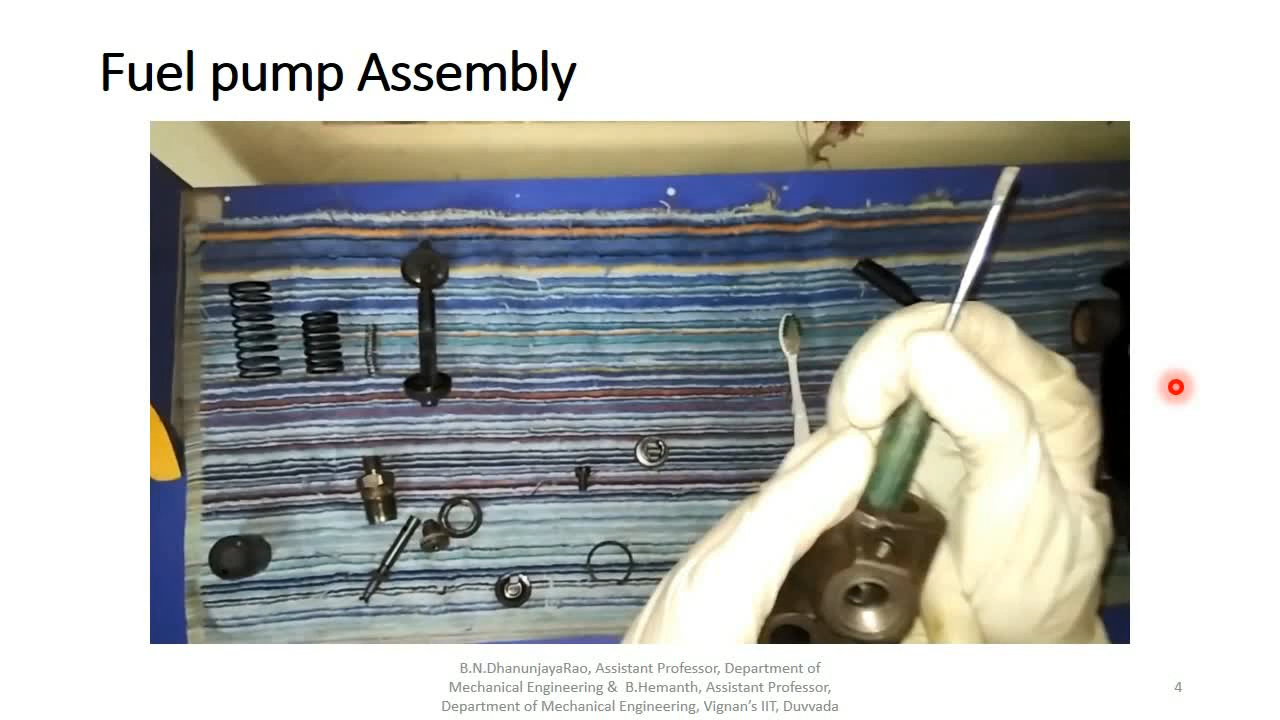 Fuel pump Assembly
B.N.DhanunjayaRao, Assistant Professor, Department of
Mechanical Engineering &  B.Hemanth, Assistant Professor,
Department of Mechanical Engineering, Vignan’s IIT, Duvvada
4